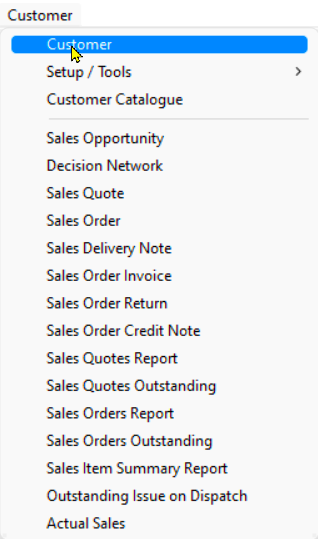 Customer
Customer
Setup / Tools
Customer Catalogue
Sales Opportunity
Decision Network
Sales Quote
Sales Order
Sales Delivery Note
Sales Order Invoice
Sales Order Return
Sales Order Credit Note
Sales Quotes Report
Sales Quotes Outstanding
Sales Orders Report
Sales Orders Outstanding
Sales Item Summary Report
Outstanding Issue on Dispatch
Actual Sales